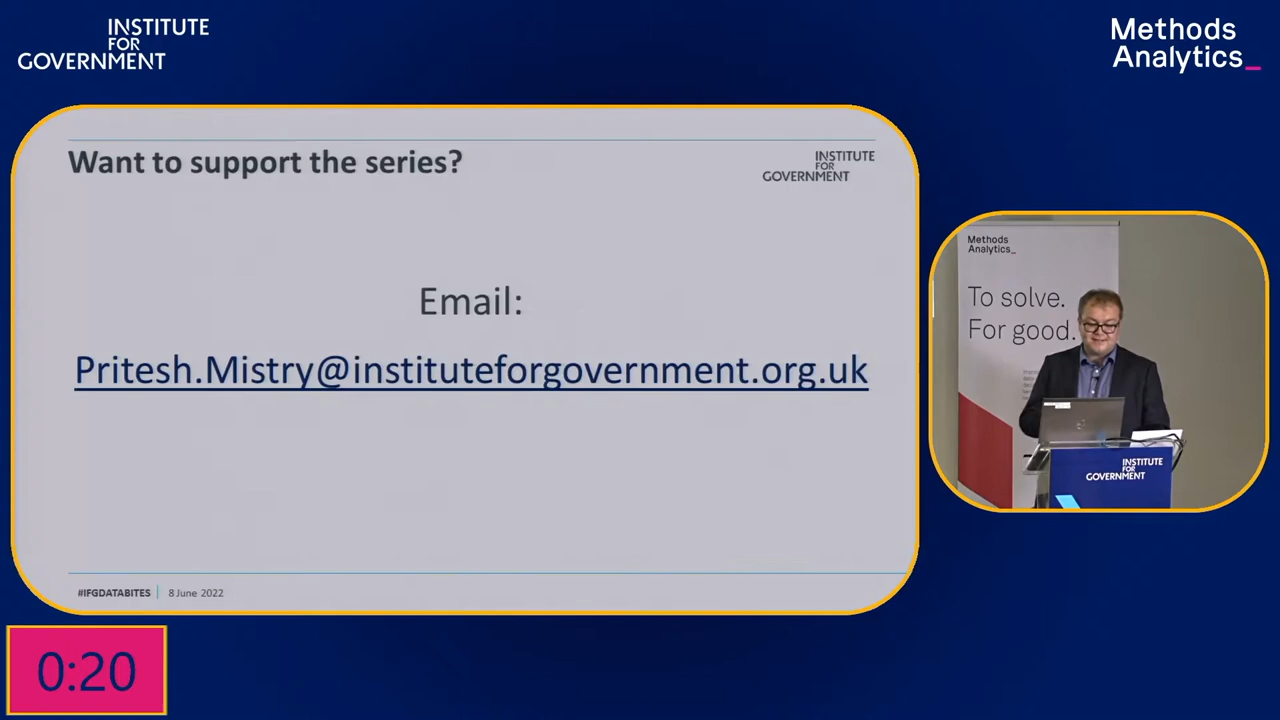 INSTITUTE
FOR
GOVERNMENT
Methods
Analytics_
Want to support the series?
INSTITUTE
FOR
GOVERNMENT
Email:
Pritesh.Mistry@instituteforgovernment.org.uk
#IFGDATABITES
8 June 2022
Methods
Analytics_
To solve.
For good.
INSTITUTE
FOR
GOVERNMENT
0:20